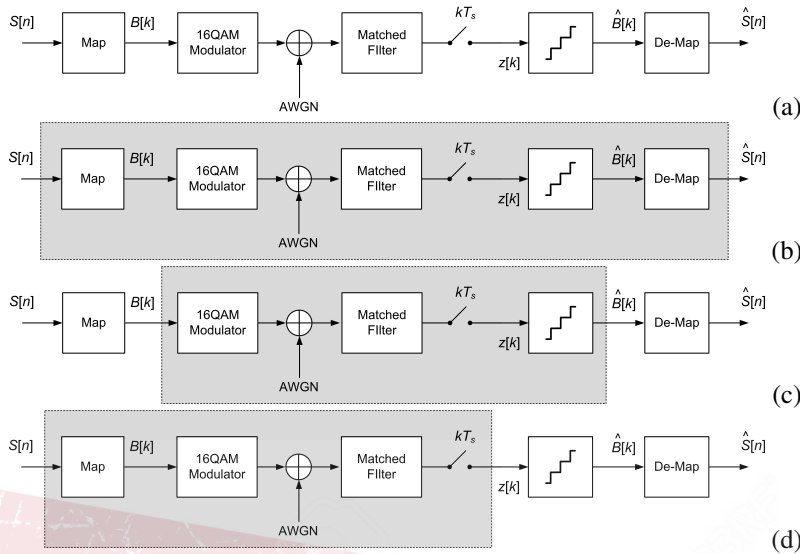 S[n] B[k] kTs B̂[k] Ŝ[n]
Map 16QAM Modulator Matched FIlter De-Map
z[k]
AWGN
(a)
S[n] B[k] kTs B̂[k] Ŝ[n]
Map 16QAM Modulator Matched FIlter De-Map
z[k]
AWGN
(b)
S[n] B[k] kTs B̂[k] Ŝ[n]
Map 16QAM Modulator Matched FIlter De-Map
z[k]
AWGN
(c)
S[n] B[k] kTs B̂[k] Ŝ[n]
Map 16QAM Modulator Matched FIlter De-Map
z[k]
AWGN
(d)